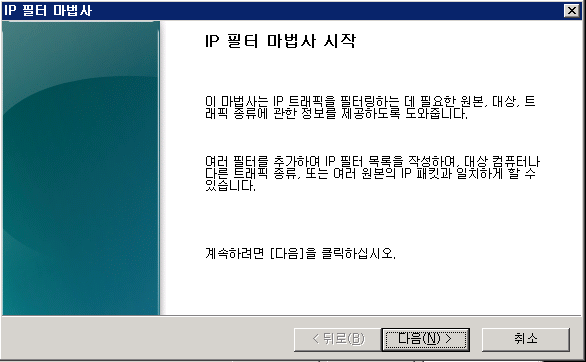 IP 필터 마법사
IP 필터 마법사 시작
이 마법사는 IP 트래픽을 필터링하는 데 필요한 원본, 대상, 트
래픽 종류에 관한 정보를 제공하도록 도와줍니다.
여러 필터를 추가하여 IP 필터 목록을 작성하여, 대상 컴퓨터나
다른 트래픽 종류, 또는 여러 원본의 IP 패킷과 일치하게 할 수
있습니다.
계속하려면 [다음]을 클릭하십시오.
< 뒤로(B)
다음(N) >
취소